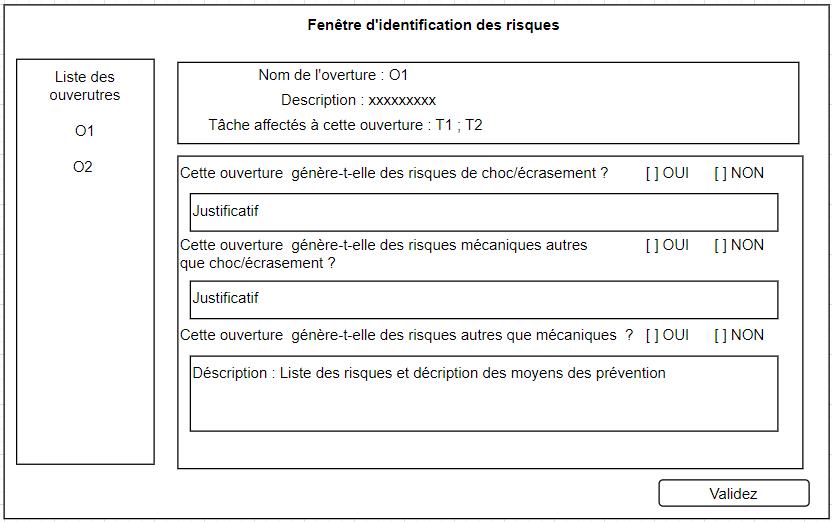 Fenêtre d'identification des risques
Liste des
ouverutres
O1
O2
Nom de l'overture : O1
Description : xxxxxxxxx
Tâche affectés à cette ouverture : T1 ; T2
Cette ouverture  génère-t-elle des risques de choc/écrasement ? [ ] OUI [ ] NON
Justificatif
Cette ouverture  génère-t-elle des risques mécaniques autres [ ] OUI [ ] NON
que choc/écrasement ?
Justificatif
Cette ouverture  génère-t-elle des risques autres que mécaniques  ? [ ] OUI [ ] NON
Déscription : Liste des risques et décription des moyens des prévention
Validez